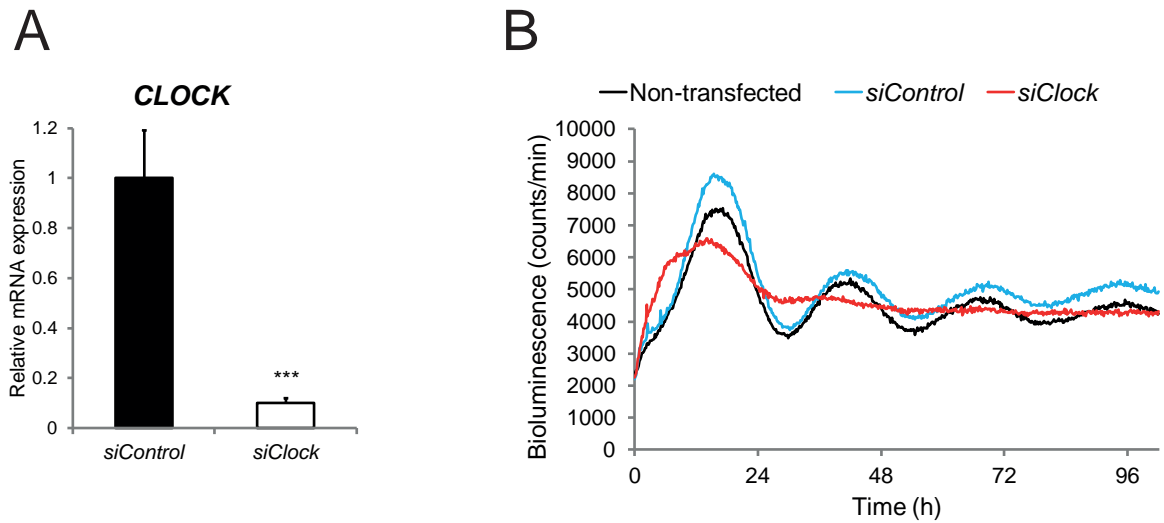 A
CLOCK
Relative mRNA expression
1.2
1
0.8
0.6
0.4
0.2
0
***
siControl
siClock
B
Non-transfected siControl siClock
Bioluminescence (counts/min)
10000
9000
8000
7000
6000
5000
4000
3000
2000
1000
0
0 24 48 72 96
Time (h)